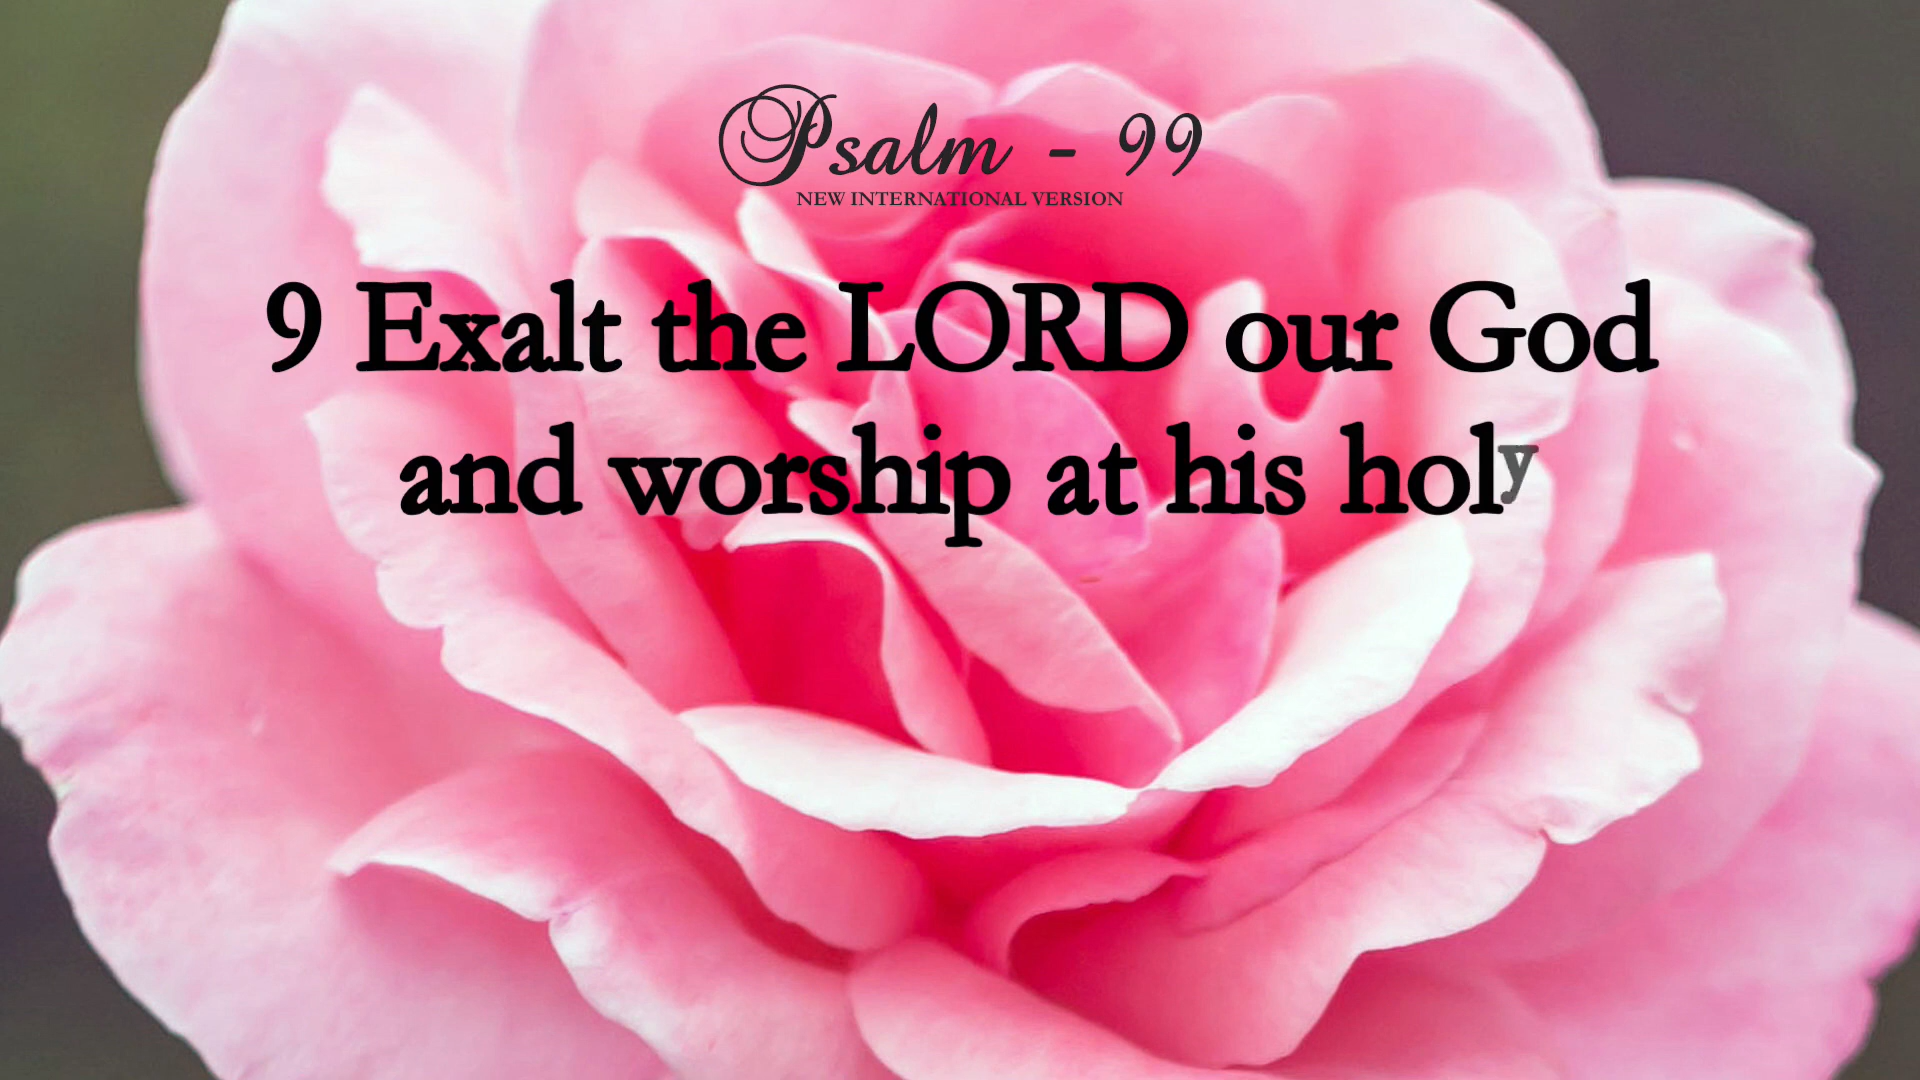 Psalm - 99
NEW INTERNATIONAL VERSION
9 Exalt the LORD our God
and worship at his holy